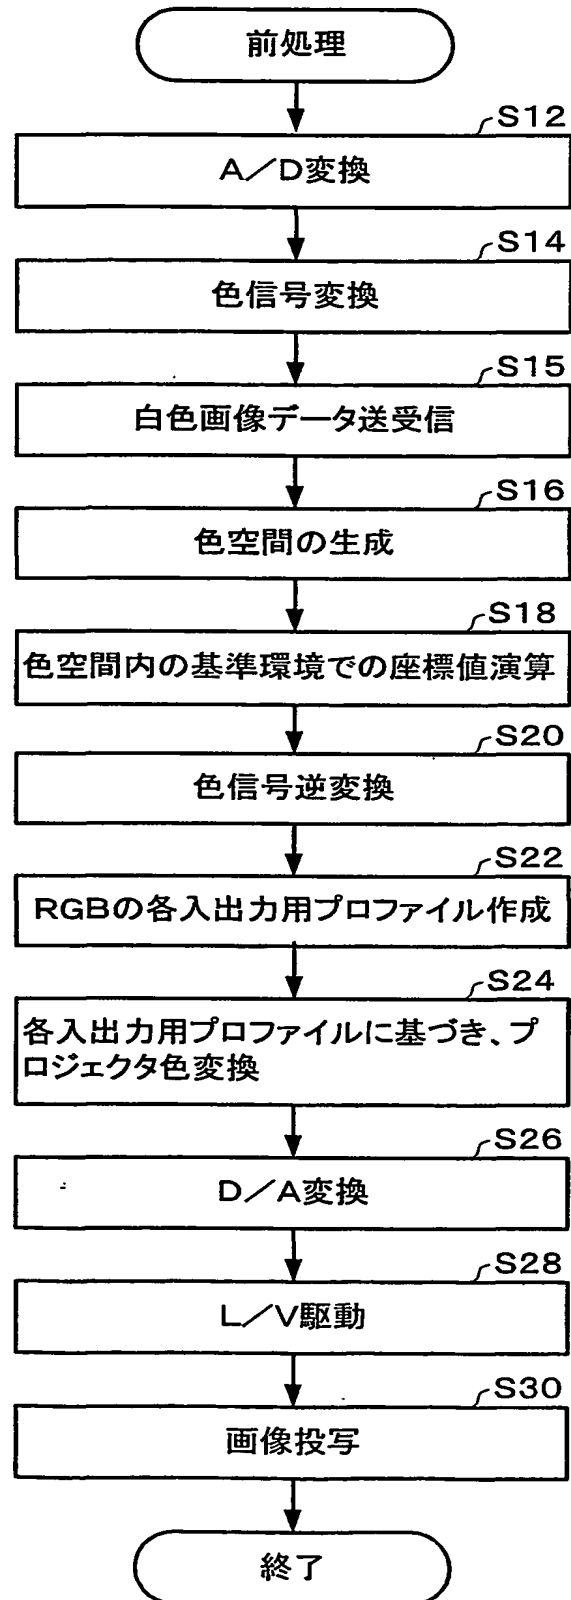 前処理
S12
A／D変換
S14
色信号変換
S15
白色画像データ送受信
S16
色空間の生成
S18
色空間内の基準環境での座標値演算
S20
色信号逆変換
S22
RGBの各入出力用プロファイル作成
S24
各入出力用プロファイルに基づき、プ
ロジェクタ色変換
S26
D／A変換
S28
L／V駆動
S30
画像投写
終了